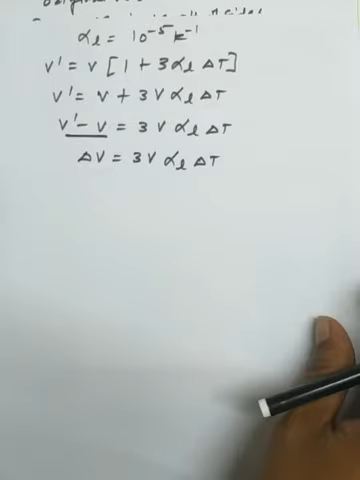 αℓ = 10⁻⁵ k⁻¹
V' = V [ 1 + 3αℓ ΔT ]
V' = V + 3 V αℓ ΔT
V' - V = 3 V αℓ ΔT
ΔV = 3 V αℓ ΔT